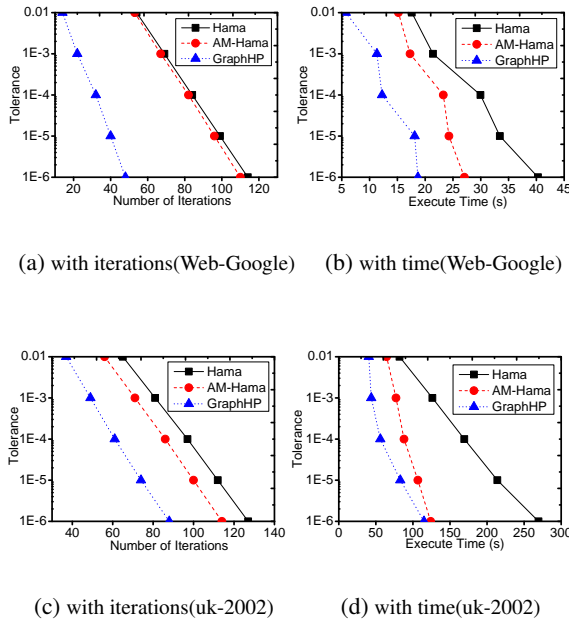 0.01
1E-3
1E-4
1E-5
1E-6
Tolerance
20 40 60 80 100 120
Number of Iterations
Hama
AM-Hama
GraphHP
0.01
1E-3
1E-4
1E-5
1E-6
Tolerance
5 10 15 20 25 30 35 40 45
Execute Time (s)
Hama
AM-Hama
GraphHP
(a) with iterations(Web-Google)
(b) with time(Web-Google)
0.01
1E-3
1E-4
1E-5
1E-6
Tolerance
40 60 80 100 120 140
Number of Iterations
Hama
AM-Hama
GraphHP
0.01
1E-3
1E-4
1E-5
1E-6
Tolerance
0 50 100 150 200 250 300
Execute Time (s)
Hama
AM-Hama
GraphHP
(c) with iterations(uk-2002)
(d) with time(uk-2002)